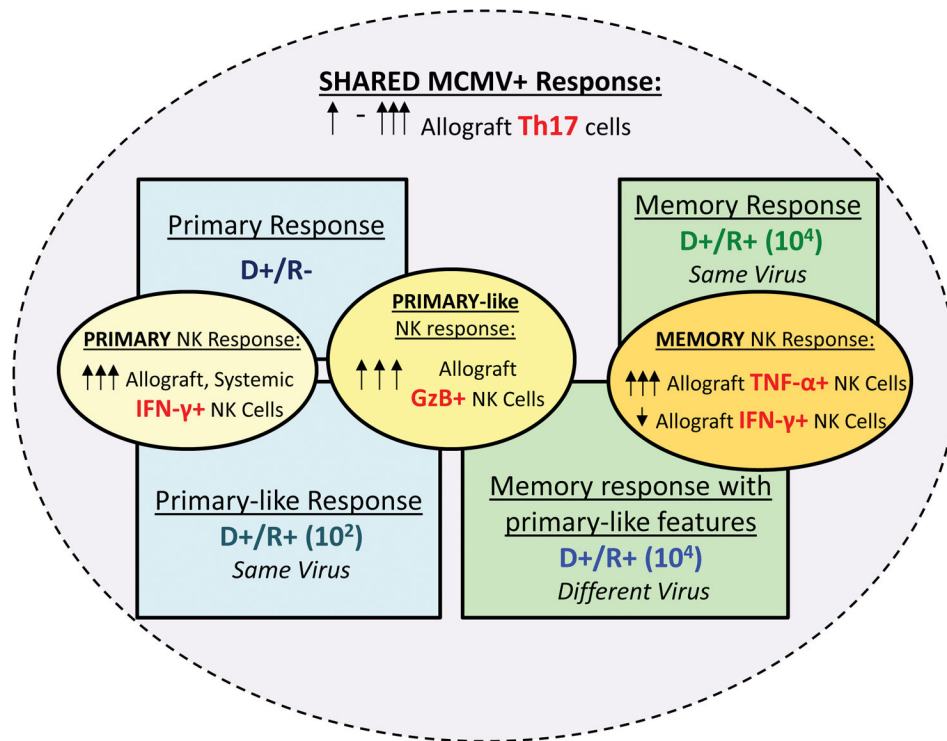 SHARED MCMV+ Response:
↑ - ↑↑↑ Allograft Th17 cells
Primary Response
D+/R-
Memory Response
D+/R+ (10⁴)
Same Virus
PRIMARY NK Response:
↑↑↑ Allograft, Systemic
IFN-γ+ NK Cells
PRIMARY-like
NK response:
↑↑↑ Allograft
GzB+ NK Cells
MEMORY NK Response:
↑↑↑ Allograft TNF-α+ NK Cells
↓ Allograft IFN-γ+ NK Cells
Primary-like Response
D+/R+ (10²)
Same Virus
Memory response with
primary-like features
D+/R+ (10⁴)
Different Virus